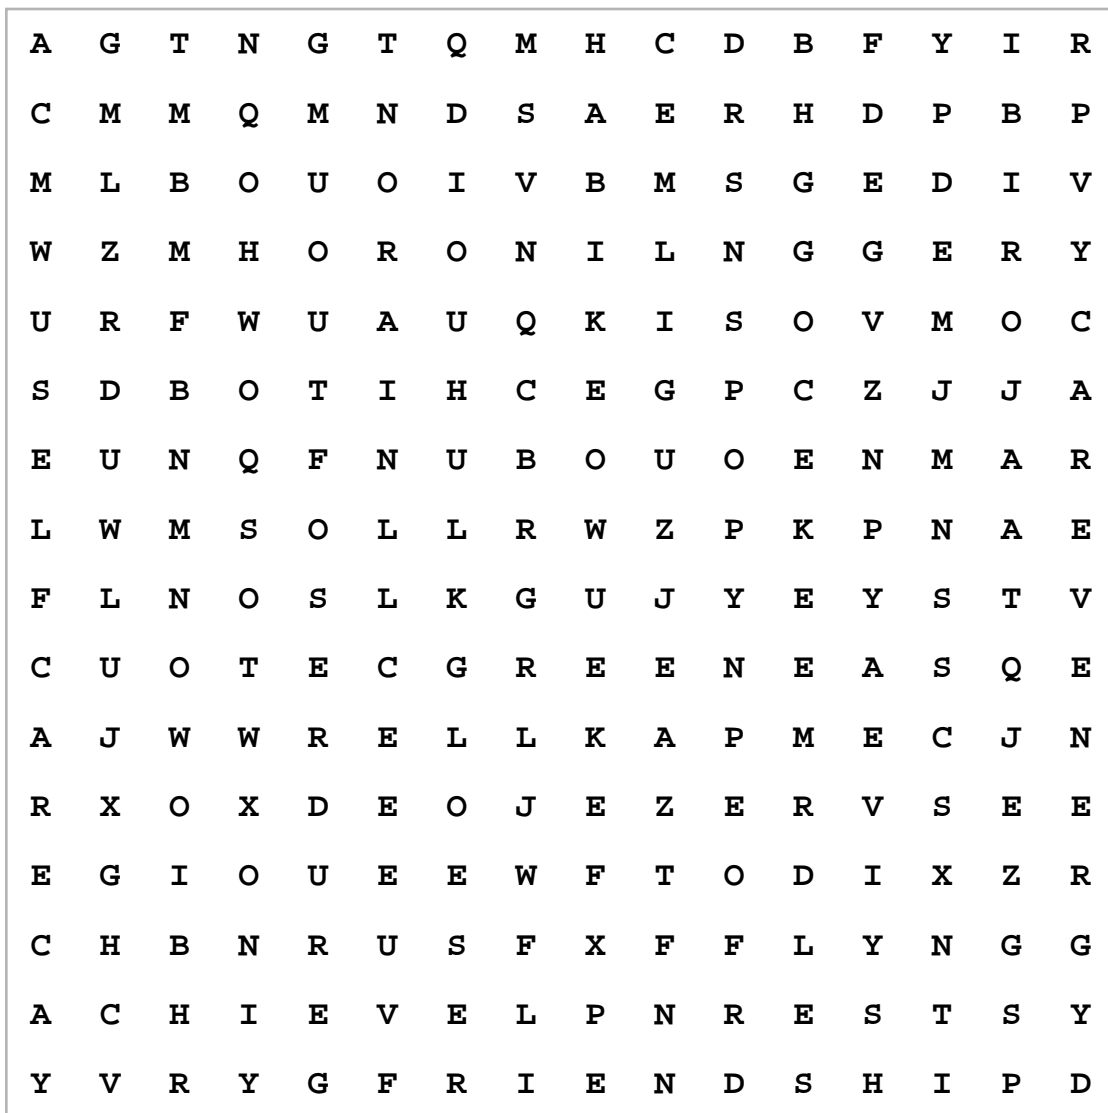 A G T N G T Q M H C D B F Y I R
C M M Q M N D S A E R H D P B P
M L B O U O I V B M S G E D I V
W Z M H O R O N I L N G G E R Y
U R F W U A U Q K I S O V M O C
S D B O T I H C E G P C Z J J A
E U N Q F N U B O U O E N M A R
L W M S O L L R W Z P K P N A E
F L N O S L K G U J Y E Y S T V
C U O T E C G R E E N E A S Q E
A J W W R E L L K A P M E C J N
R X O X D E O J E Z E R V S E E
E G I O U E E W F T O D I X Z R
C H B N R U S F X F F L Y N G G
A C H I E V E L P N R E S T S Y
Y V R Y G F R I E N D S H I P D